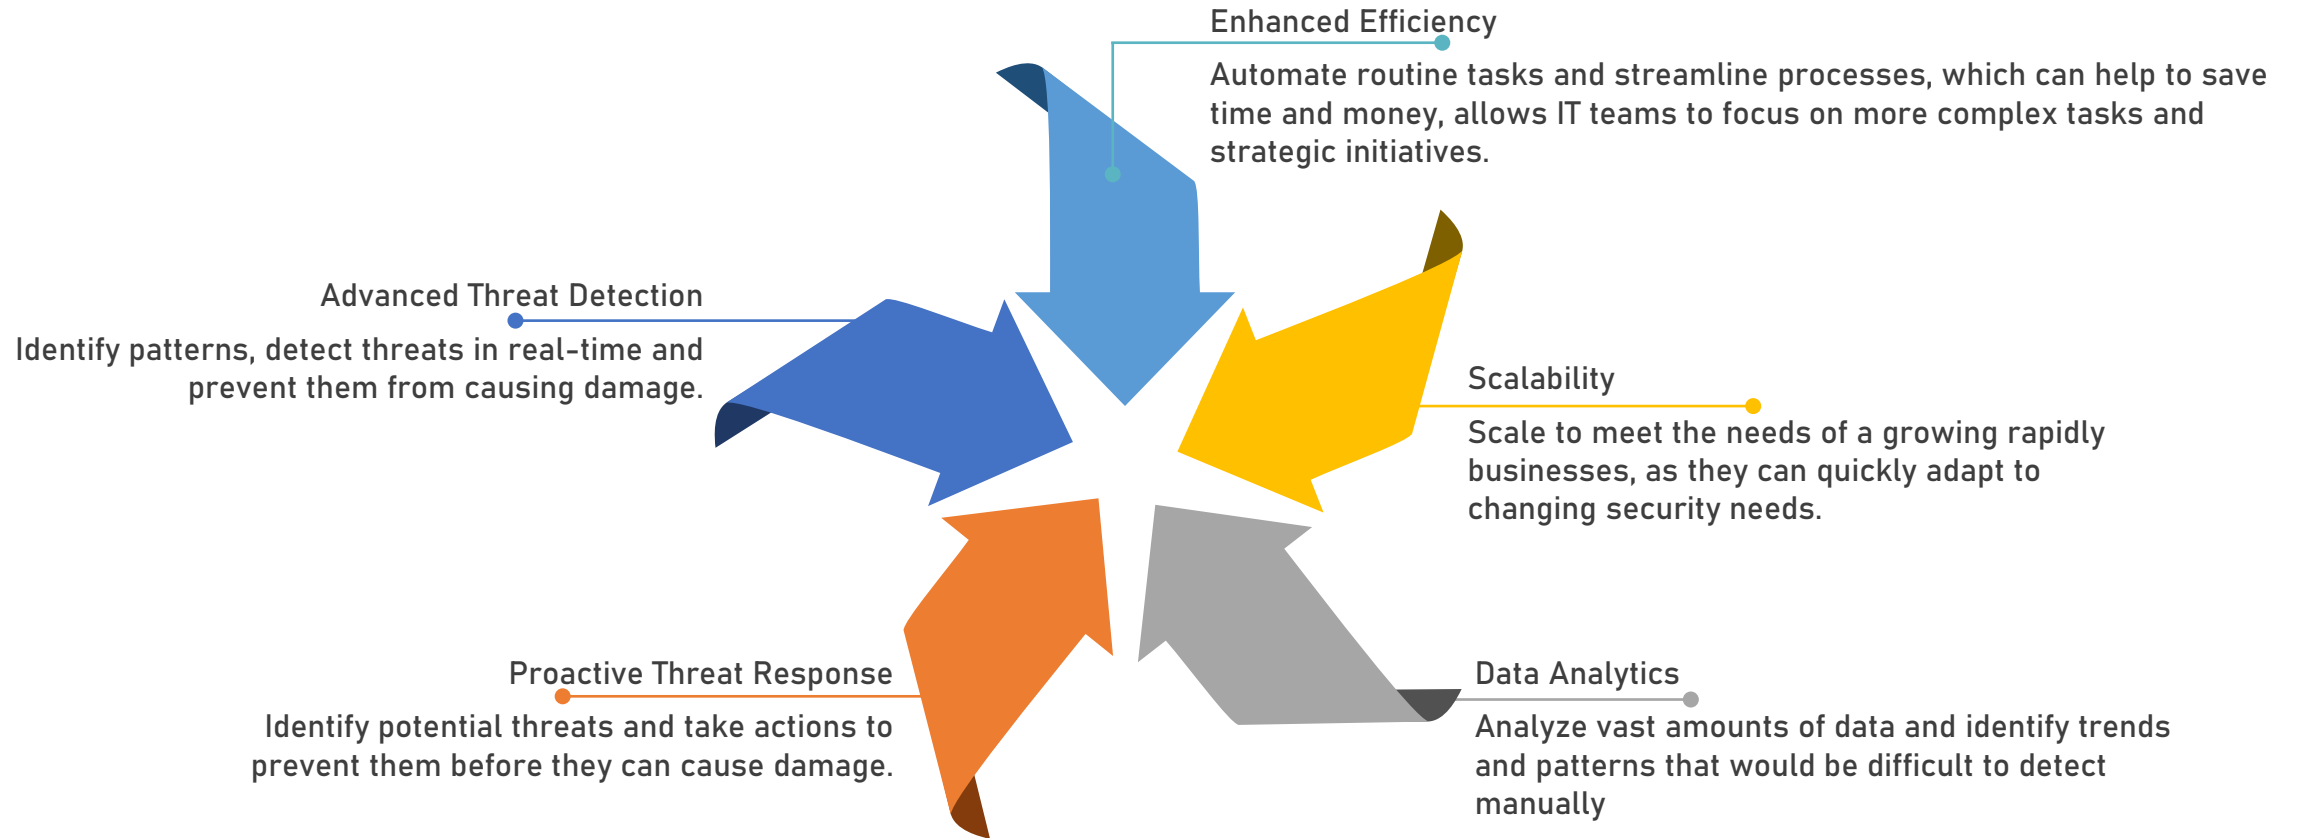 Enhanced Efficiency
Automate routine tasks and streamline processes, which can help to save
time and money, allows IT teams to focus on more complex tasks and
strategic initiatives.
Advanced Threat Detection
Identify patterns, detect threats in real-time and
prevent them from causing damage.
Scalability
Scale to meet the needs of a growing rapidly
businesses, as they can quickly adapt to
changing security needs.
Proactive Threat Response
Identify potential threats and take actions to
prevent them before they can cause damage.
Data Analytics
Analyze vast amounts of data and identify trends
and patterns that would be difficult to detect
manually